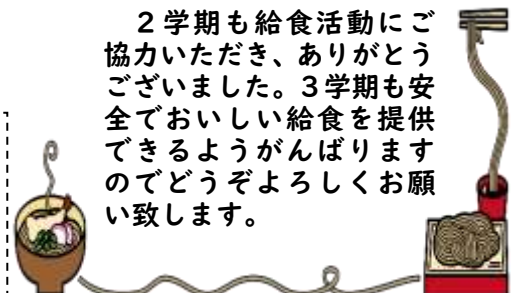 ２学期も給食活動にご
協力いただき、ありがとう
ございました。３学期も安
全でおいしい給食を提供
できるようがんばります
のでどうぞよろしくお願
い致します。